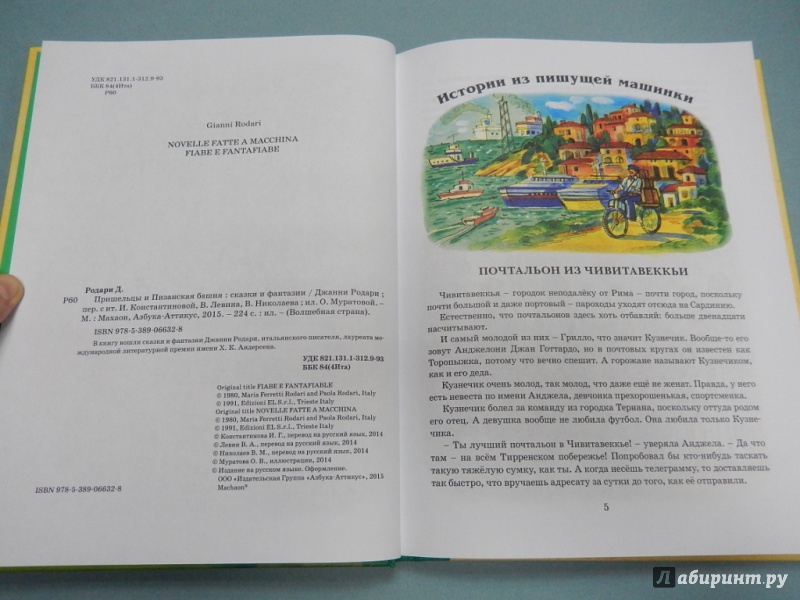 УДК 821.131.1-312.9-93
ББК 84(4Ита)
Р60
Gianni Rodari
NOVELLE FATTE A MACCHINA
FIABE E FANTAFIABE
Родари Д.
Р60 Пришельцы и Пизанская башня : сказки и фантазии / Джанни Родари ;
пер. с ит. И. Константиновой, В. Левина, В. Николаева ; ил. О. Муратовой. –
М. : Махаон, Азбука-Аттикус, 2015. – 224 с. : ил. – (Волшебная страна).
ISBN 978-5-389-06632-8
В книгу вошли сказки и фантазии Джанни Родари, итальянского писателя, лауреата меж-
дународной литературной премии имени Х. К. Андерсена.
УДК 821.131.1-312.9-93
ББК 84(4Ита)
Original title FIABE E FANTAFIABLE
© 1980, Maria Ferretti Rodari and Paola Rodari, Italy
© 1991, Edizioni EL S.r.l., Trieste Italy
Original title NOVELLE FATTE A MACCHINA
© 1980, Maria Ferretti Rodari and Paola Rodari, Italy
© 1991, Edizioni EL S.r.l., Trieste Italy
© Константинова И. Г., перевод на русский язык, 2014
© Левин В. А., перевод на русский язык, 2014
© Николаев В. М., перевод на русский язык, 2014
© Муратова О. В., иллюстрации, 2014
© Издание на русском языке. Оформление.
ООО «Издательская Группа «Азбука-Аттикус», 2015
Machaon®
ISBN 978-5-389-06632-8
Истории из пишущей машинки
ПОЧТАЛЬОН ИЗ ЧИВИТАВЕККЬИ
Чивитавеккья – городок неподалёку от Рима – почти город, поскольку
почти большой и даже портовый – пароходы уходят отсюда на Сардинию.
Естественно, что почтальонов здесь хоть отбавляй: больше двенадцати
насчитывают.
И самый молодой из них – Грилло, что значит Кузнечик. Вообще-то его
зовут Анджелони Джан Готтардо, но в почтовых кругах он известен как
Торопыжка, потому что всегда спешит. А горожане называют Кузнечиком,
как и его деда.
Кузнечик очень молод, так молод, что даже ещё не женат. Правда, у него
есть невеста по имени Анджела, девчонка прехорошенькая, спортсменка.
Кузнечик болел за команду из городка Тернана, поскольку оттуда родом
его отец. А девушка вообще не любила футбол. Она любила только Кузне-
чика.
– Ты лучший почтальон в Чивитавеккье! – уверяла Анджела. – Да что
там – на всём Тирренском побережье! Попробовал бы кто-нибудь таскать
такую тяжёлую сумку, как ты. А когда несёшь телеграмму, то доставляешь
так быстро, что вручаешь адресату за сутки до того, как её отправили.
5
Лабиринт.ру